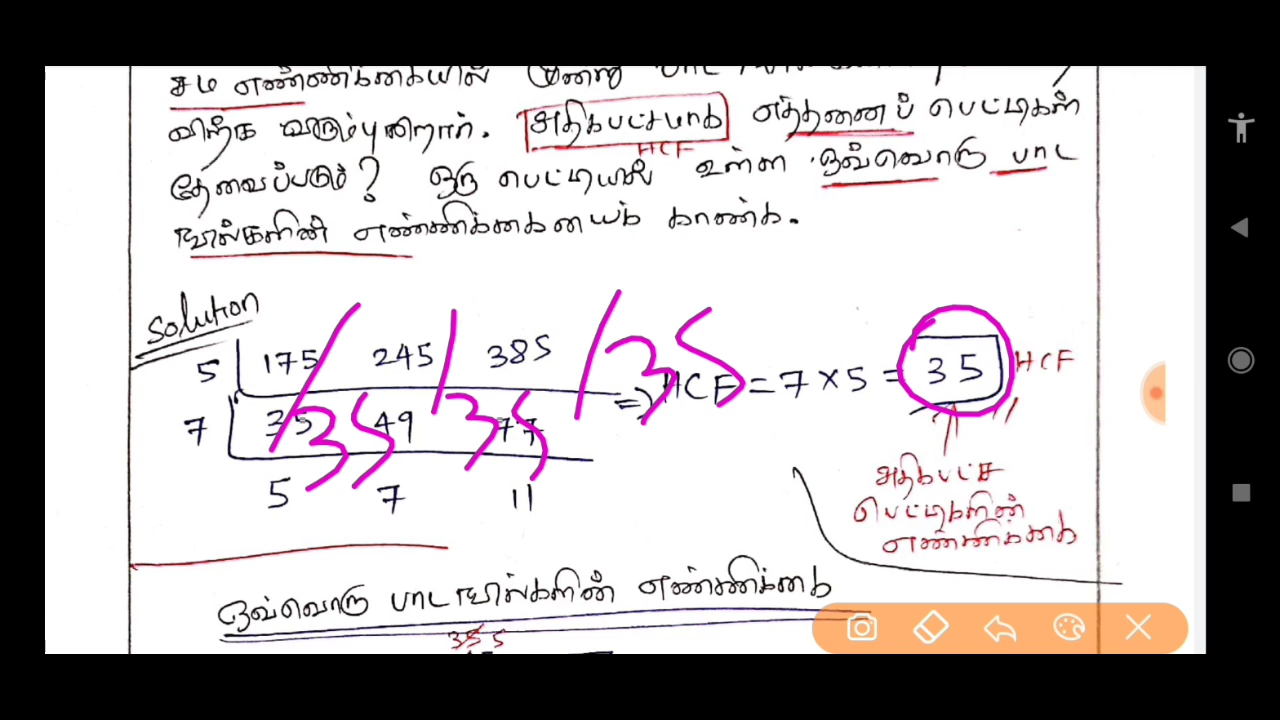 சம எண்ணிக்கையில்
விற்க விரும்புகிறார். அதிகபட்சமாக எத்தனைப் பெட்டிகள்
HCF
தேவைப்படும்? ஒரு பெட்டியில் உள்ள ஒவ்வொரு பாட
நூல்களின் எண்ணிக்கையைக் காண்க.
Solution
5 175 245 385 /35
=> HCF = 7 × 5 = 35 HCF
7 35 49 77
/35 /35
5 7 11
அதிகபட்ச
பெட்டிகளின்
எண்ணிக்கை
ஒவ்வொரு பாடநூல்களின் எண்ணிக்கை